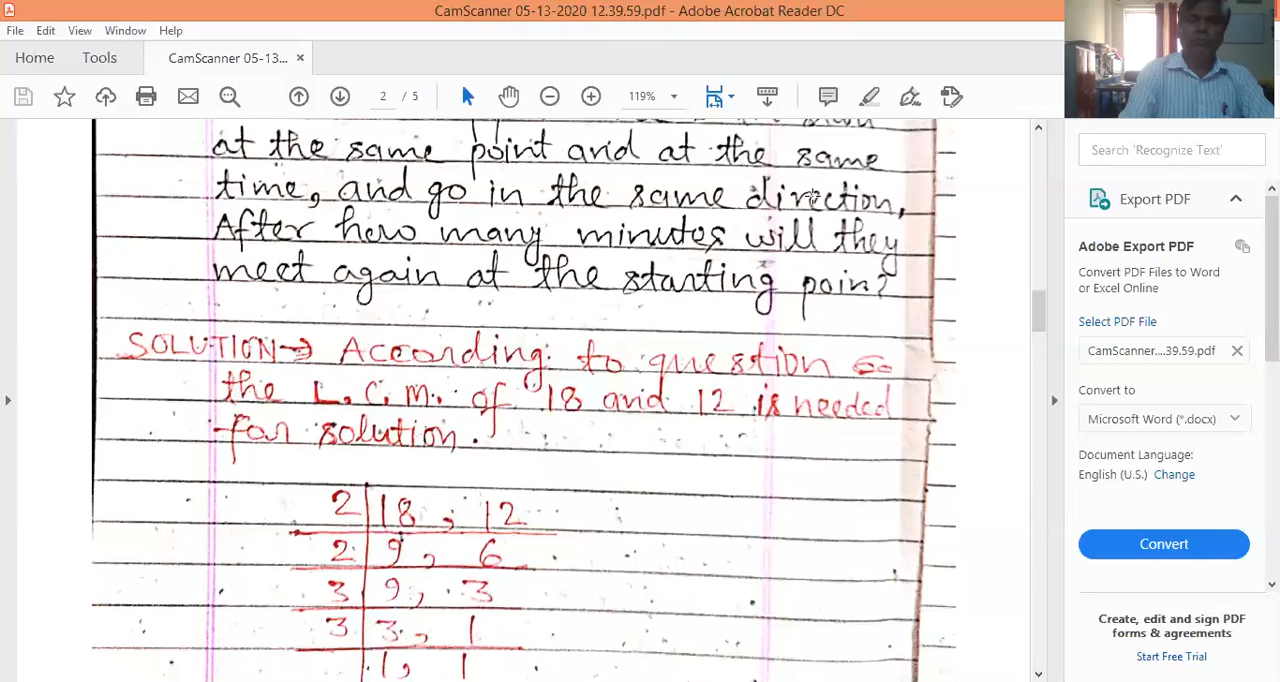 CamScanner 05-13-2020 12.39.59.pdf - Adobe Acrobat Reader DC
File Edit View Window Help
Home Tools CamScanner 05-13... ×
2 / 5 119%
at the same point and at the same
time, and go in the same direction,
After how many minutes will they
meet again at the starting poin?
SOLUTION→ According to question
the L.C.M. of 18 and 12 is needed
for solution.
2 18, 12
2 9, 6
3 9, 3
3 3, 1
1, 1
Search 'Recognize Text'
Export PDF
Adobe Export PDF
Convert PDF Files to Word
or Excel Online
Select PDF File
CamScanner....39.59.pdf
Convert to
Microsoft Word (*.docx)
Document Language:
English (U.S.) Change
Convert
Create, edit and sign PDF
forms & agreements
Start Free Trial